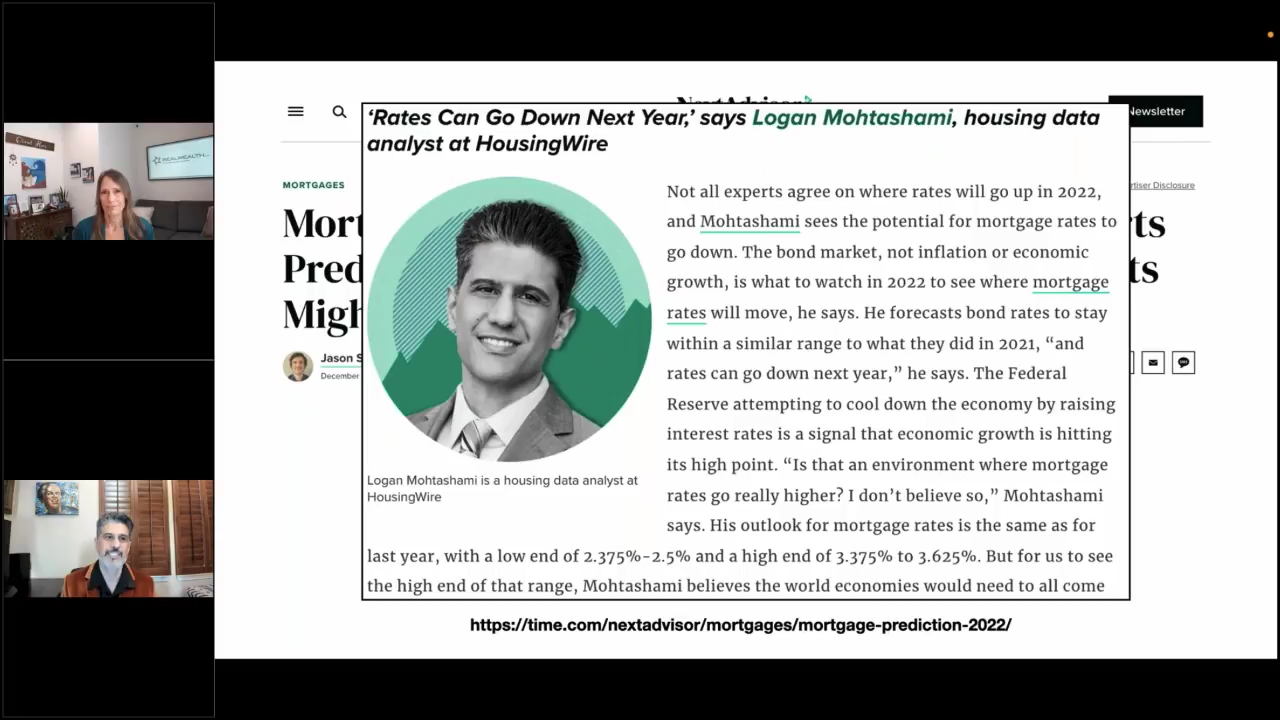 REALWEALTH
NextAdvisor
Newsletter
'Rates Can Go Down Next Year,' says Logan Mohtashami, housing data
analyst at HousingWire
MORTGAGES
rtiser Disclosure
Mort
rts
Pred
ts
Migh
Jason S
December
Not all experts agree on where rates will go up in 2022,
and Mohtashami sees the potential for mortgage rates to
go down. The bond market, not inflation or economic
growth, is what to watch in 2022 to see where mortgage
rates will move, he says. He forecasts bond rates to stay
within a similar range to what they did in 2021, “and
rates can go down next year,” he says. The Federal
Reserve attempting to cool down the economy by raising
interest rates is a signal that economic growth is hitting
its high point. “Is that an environment where mortgage
rates go really higher? I don’t believe so,” Mohtashami
says. His outlook for mortgage rates is the same as for
last year, with a low end of 2.375%-2.5% and a high end of 3.375% to 3.625%. But for us to see
the high end of that range, Mohtashami believes the world economies would need to all come
Logan Mohtashami is a housing data analyst at
HousingWire
https://time.com/nextadvisor/mortgages/mortgage-prediction-2022/